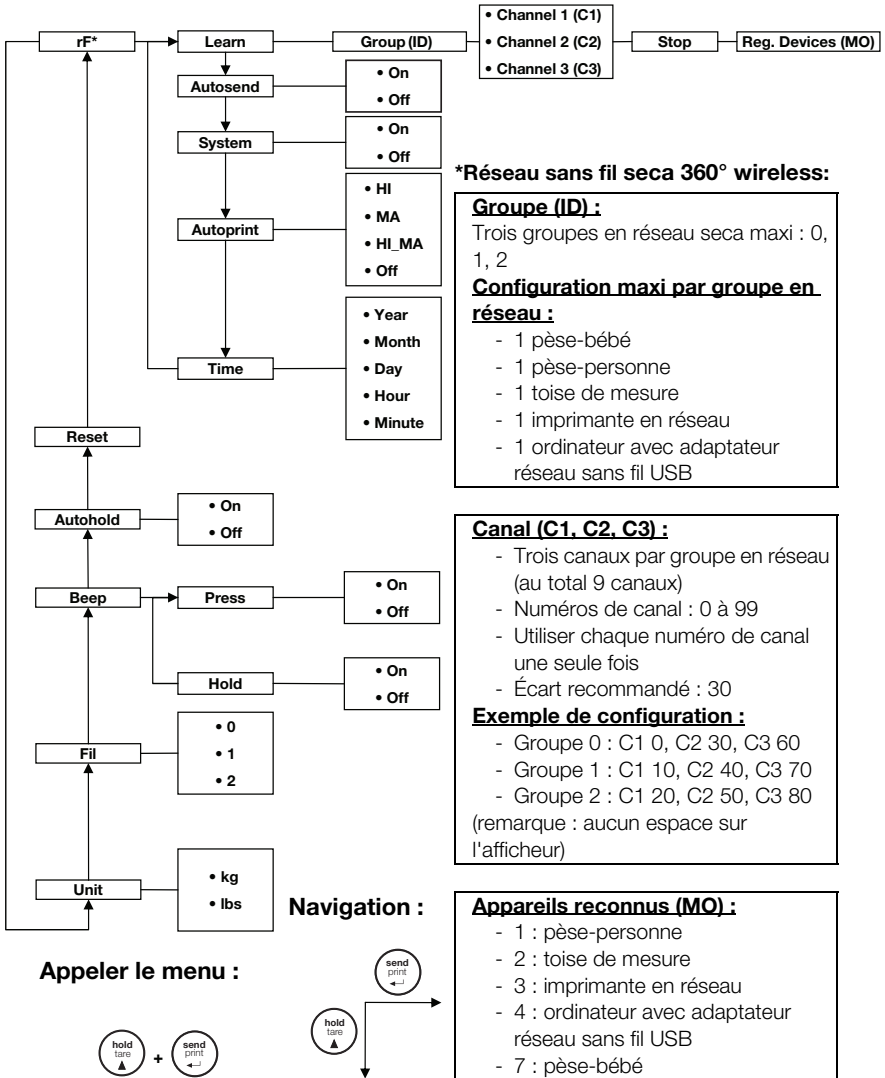 • Channel 1 (C1)
rF*
Learn
Group (ID)
• Channel 2 (C2)
Stop
Reg. Devices (MO)
• Channel 3 (C3)
Autosend
• On
• Off
System
• On
• Off
Autoprint
• HI
• MA
• HI_MA
• Off
Time
• Year
• Month
• Day
• Hour
• Minute
Reset
Autohold
• On
• Off
Beep
Press
• On
• Off
Hold
• On
• Off
Fil
• 0
• 1
• 2
Unit
• kg
• lbs
*Réseau sans fil seca 360° wireless:
Groupe (ID) :
Trois groupes en réseau seca maxi : 0,
1, 2
Configuration maxi par groupe en
réseau :
- 1 pèse-bébé
- 1 pèse-personne
- 1 toise de mesure
- 1 imprimante en réseau
- 1 ordinateur avec adaptateur
réseau sans fil USB
Canal (C1, C2, C3) :
- Trois canaux par groupe en réseau
(au total 9 canaux)
- Numéros de canal : 0 à 99
- Utiliser chaque numéro de canal
une seule fois
- Écart recommandé : 30
Exemple de configuration :
- Groupe 0 : C1 0, C2 30, C3 60
- Groupe 1 : C1 10, C2 40, C3 70
- Groupe 2 : C1 20, C2 50, C3 80
(remarque : aucun espace sur
l'afficheur)
Appareils reconnus (MO) :
- 1 : pèse-personne
- 2 : toise de mesure
- 3 : imprimante en réseau
- 4 : ordinateur avec adaptateur
réseau sans fil USB
- 7 : pèse-bébé
Navigation :
send
print
hold
tare
Appeler le menu :
hold
tare
+
send
print